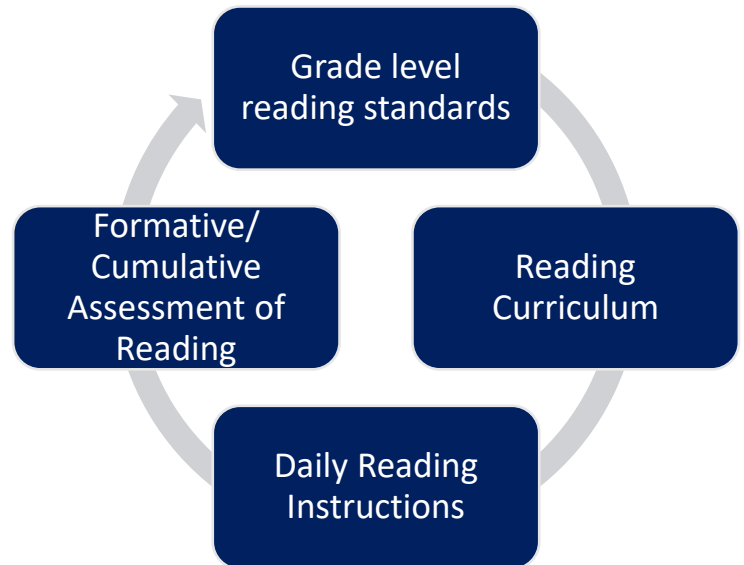 Grade level
reading standards
Reading
Curriculum
Daily Reading
Instructions
Formative/
Cumulative
Assessment of
Reading